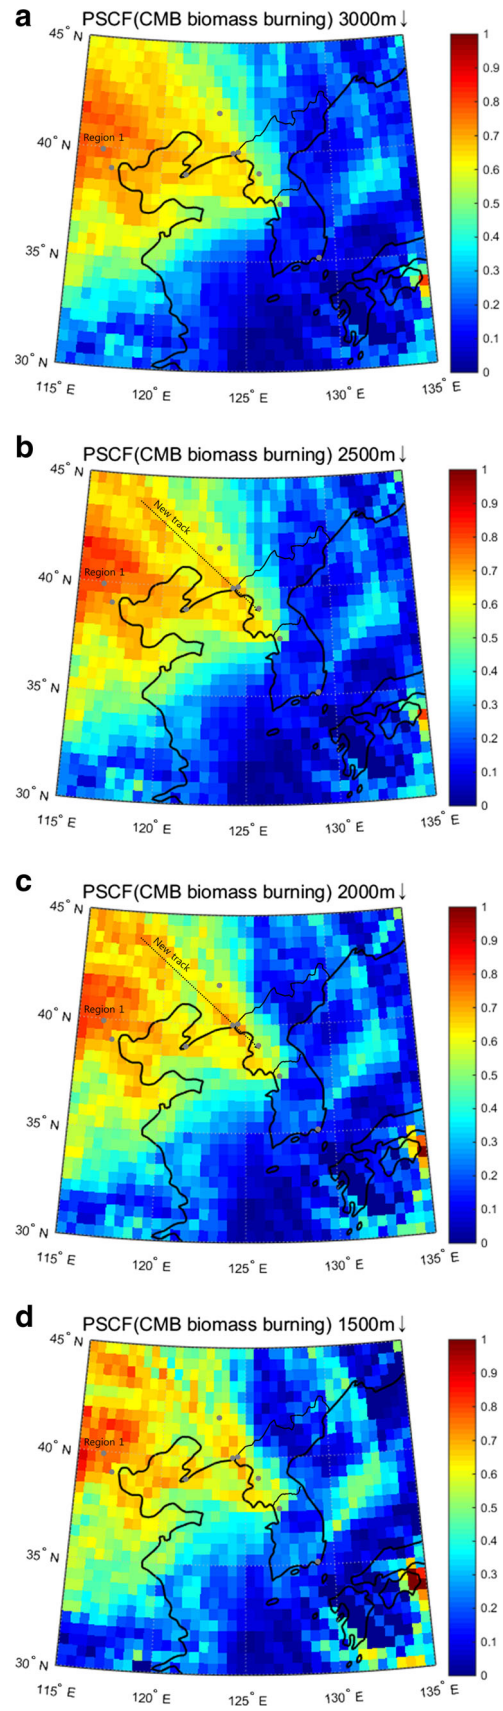 a
PSCF(CMB biomass burning) 3000m↓
45° N
40° N
35° N
30° N
115° E
120° E
125° E
130° E
135° E
Region 1
1
0.9
0.8
0.7
0.6
0.5
0.4
0.3
0.2
0.1
0
b
PSCF(CMB biomass burning) 2500m↓
45° N
40° N
35° N
30° N
115° E
120° E
125° E
130° E
135° E
New track
Region 1
1
0.9
0.8
0.7
0.6
0.5
0.4
0.3
0.2
0.1
0
c
PSCF(CMB biomass burning) 2000m↓
45° N
40° N
35° N
30° N
115° E
120° E
125° E
130° E
135° E
New track
Region 1
1
0.9
0.8
0.7
0.6
0.5
0.4
0.3
0.2
0.1
0
d
PSCF(CMB biomass burning) 1500m↓
45° N
40° N
35° N
30° N
115° E
120° E
125° E
130° E
135° E
Region 1
1
0.9
0.8
0.7
0.6
0.5
0.4
0.3
0.2
0.1
0